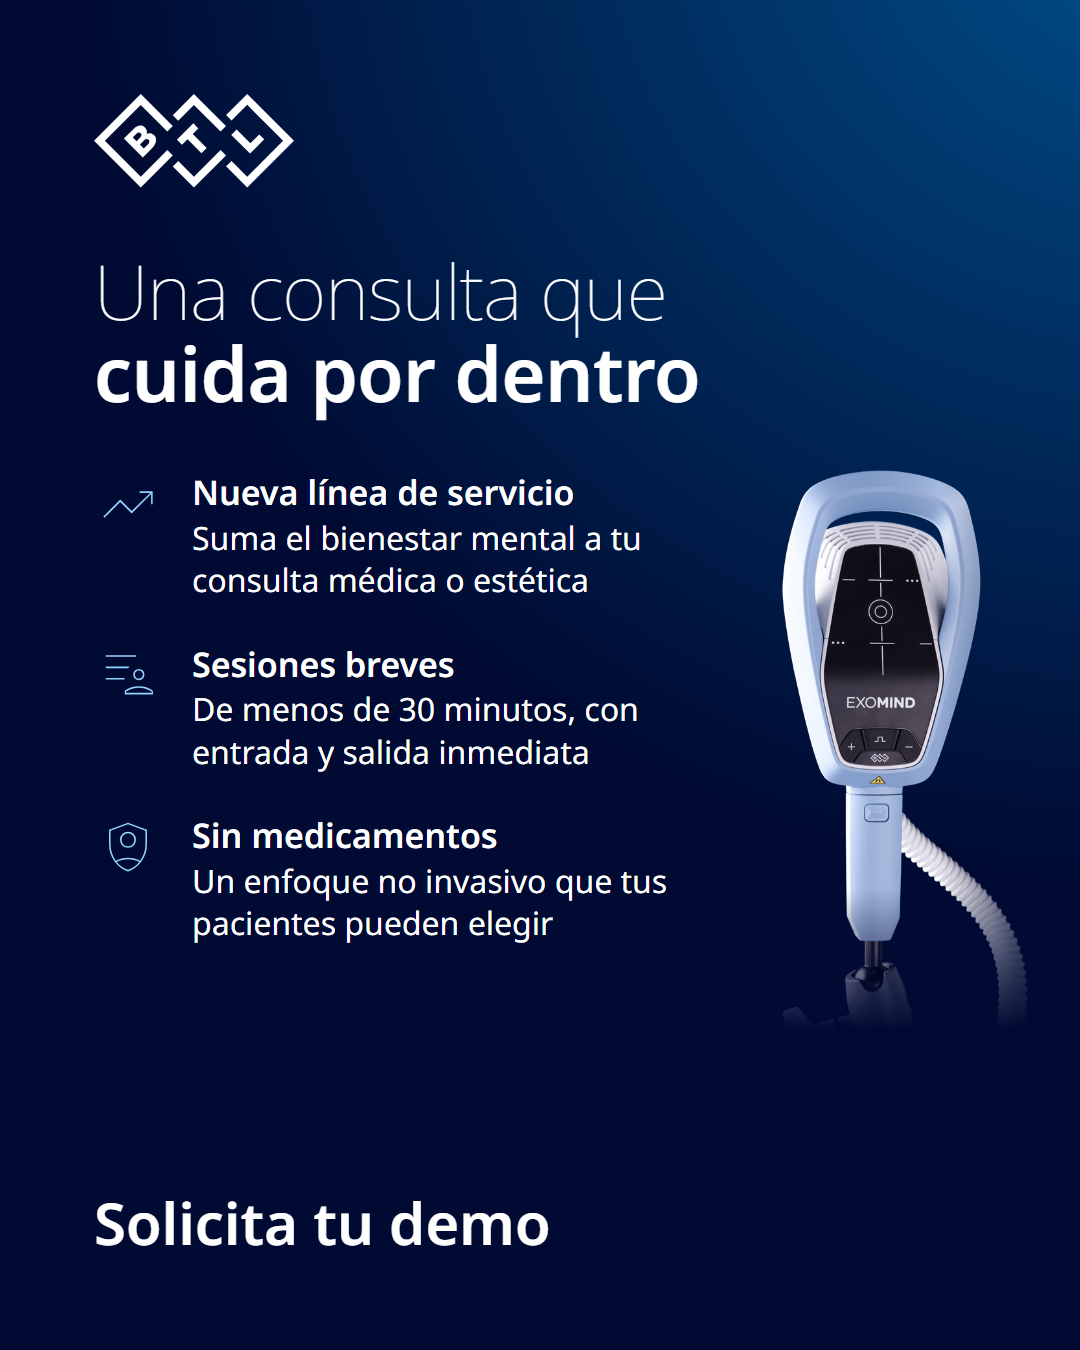 BTL
Una consulta que
cuida por dentro
Nueva línea de servicio
Suma el bienestar mental a tu
consulta médica o estética
Sesiones breves
De menos de 30 minutos, con
entrada y salida inmediata
Sin medicamentos
Un enfoque no invasivo que tus
pacientes pueden elegir
EXOMIND
Solicita tu demo